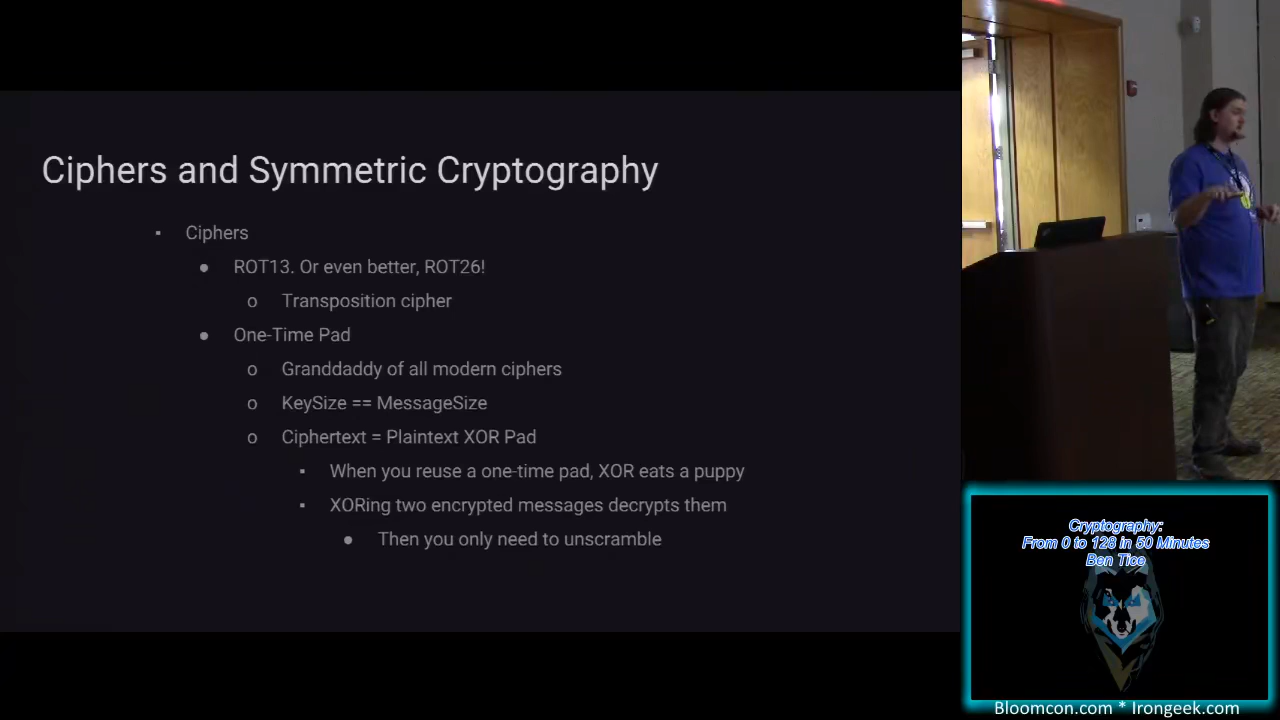 Ciphers and Symmetric Cryptography
▪ Ciphers
● ROT13. Or even better, ROT26!
o Transposition cipher
● One-Time Pad
o Granddaddy of all modern ciphers
o KeySize == MessageSize
o Ciphertext = Plaintext XOR Pad
▪ When you reuse a one-time pad, XOR eats a puppy
▪ XORing two encrypted messages decrypts them
● Then you only need to unscramble
Cryptography:
From 0 to 128 in 50 Minutes
Ben Tice
Bloomcon.com * Irongeek.com